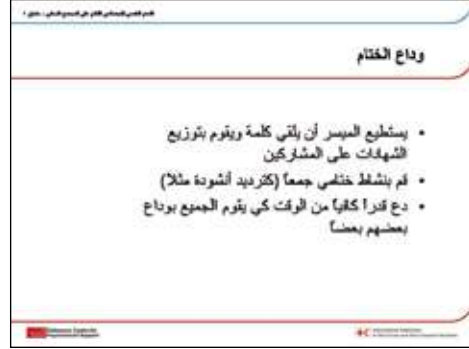 وداع الختام
• يستطيع الميسر أن يلقي كلمة ويقوم بتوزيع
الشهادات على المشاركين
• قم بنشاط ختامي جمعاً (كترديد أنشودة مثلاً)
• دع قدراً كافياً من الوقت كي يقوم الجميع بوداع
بعضهم بعضاً